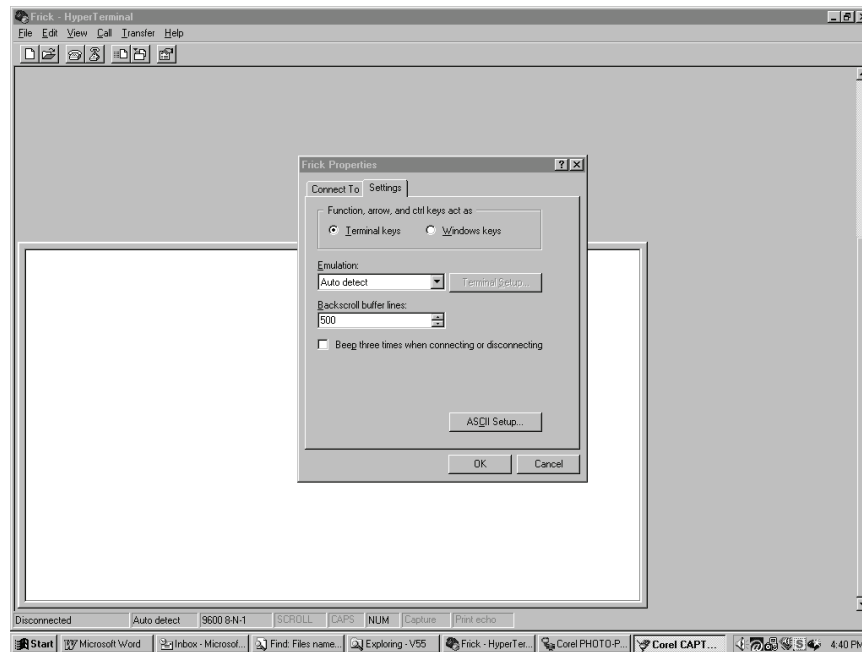 Frick - HyperTerminal
File Edit View Call Transfer Help
Frick Properties
Connect To Settings
Function, arrow, and ctrl keys act as
Terminal keys Windows keys
Emulation:
Auto detect Terminal Setup...
Backscroll buffer lines:
500
Beep three times when connecting or disconnecting
ASCII Setup...
OK Cancel
Disconnected Auto detect 9600 8-N-1 SCROLL CAPS NUM Capture Print echo
Start Microsoft Word Inbox - Microsof... Find: Files name... Exploring - V55 Frick - HyperTer... Corel PHOTO-P... Corel CAPT... 4:40 PM